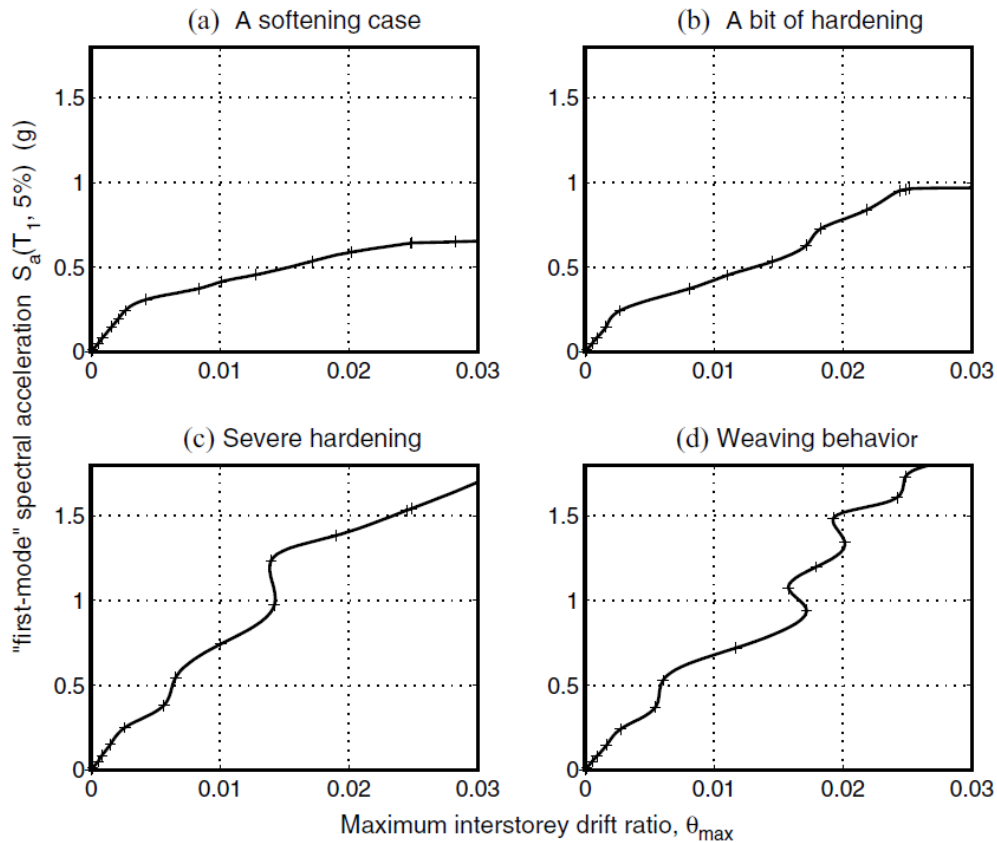 (a) A softening case
(b) A bit of hardening
"first-mode" spectral acceleration Sa(T1, 5%) (g)
1.5
1
0.5
0
0 0.01 0.02 0.03
1.5
1
0.5
0
0 0.01 0.02 0.03
(c) Severe hardening
(d) Weaving behavior
1.5
1
0.5
0
0 0.01 0.02 0.03
1.5
1
0.5
0
0 0.01 0.02 0.03
Maximum interstorey drift ratio, θmax